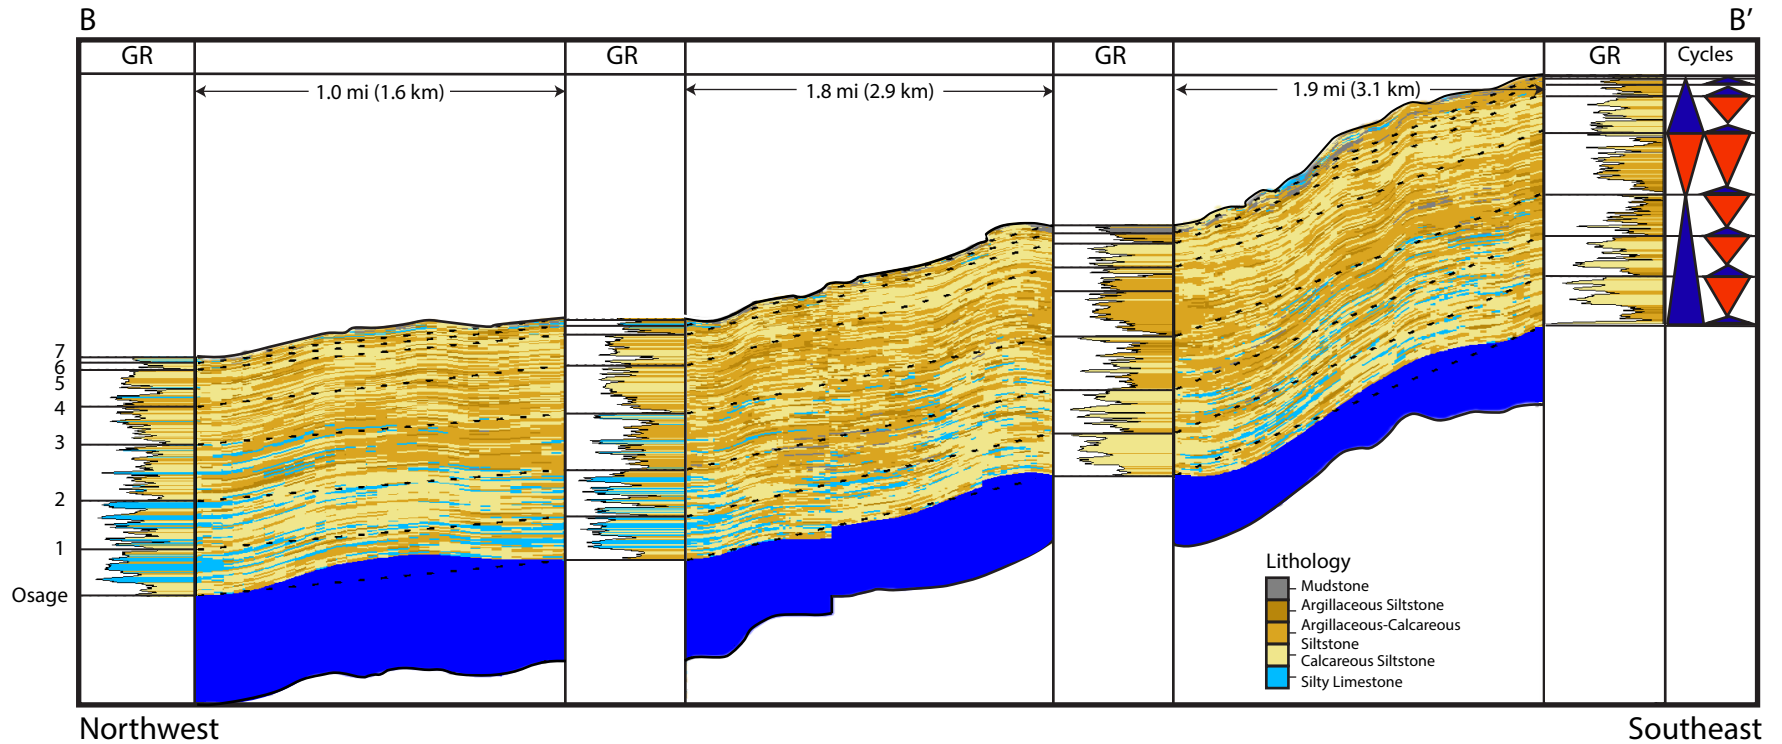 B B’
GR GR GR GR Cycles
1.0 mi (1.6 km) 1.8 mi (2.9 km) 1.9 mi (3.1 km)
7
6
5
4
3
2
1
Osage
Lithology
Mudstone
Argillaceous Siltstone
Argillaceous-Calcareous
Siltstone
Calcareous Siltstone
Silty Limestone
Northwest Southeast